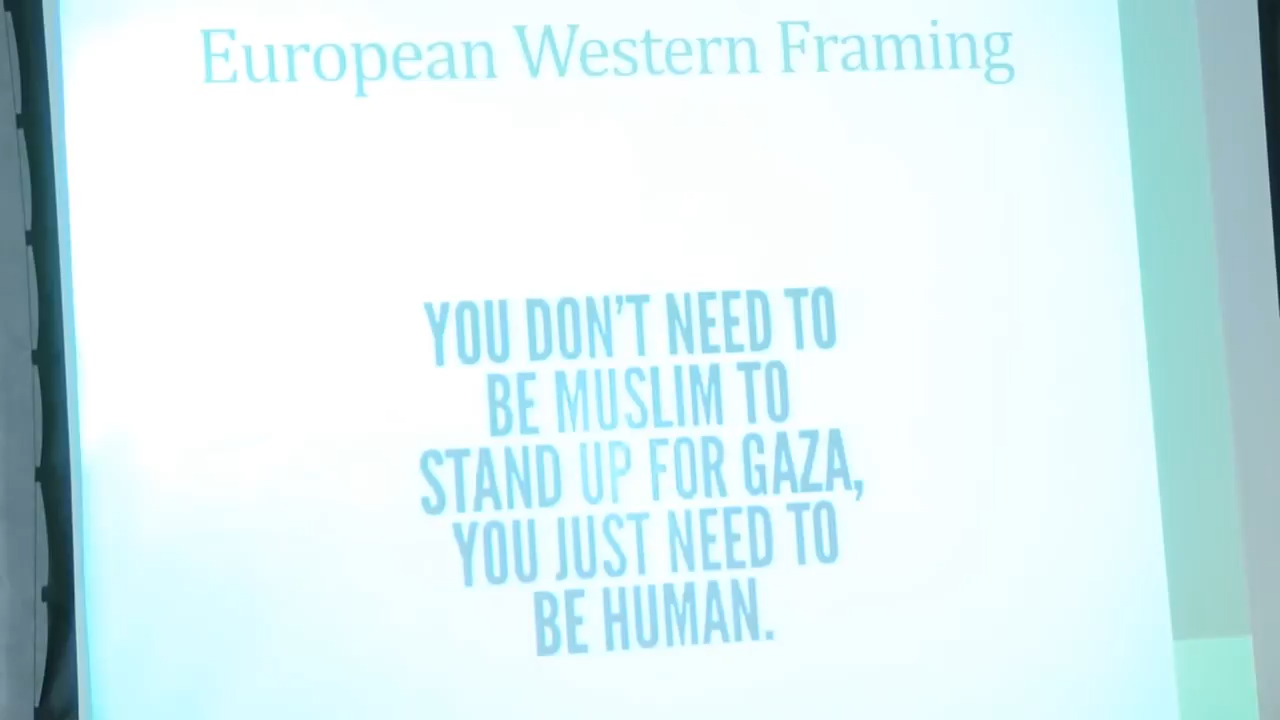 European Western Framing
YOU DON'T NEED TO
BE MUSLIM TO
STAND UP FOR GAZA,
YOU JUST NEED TO
BE HUMAN.